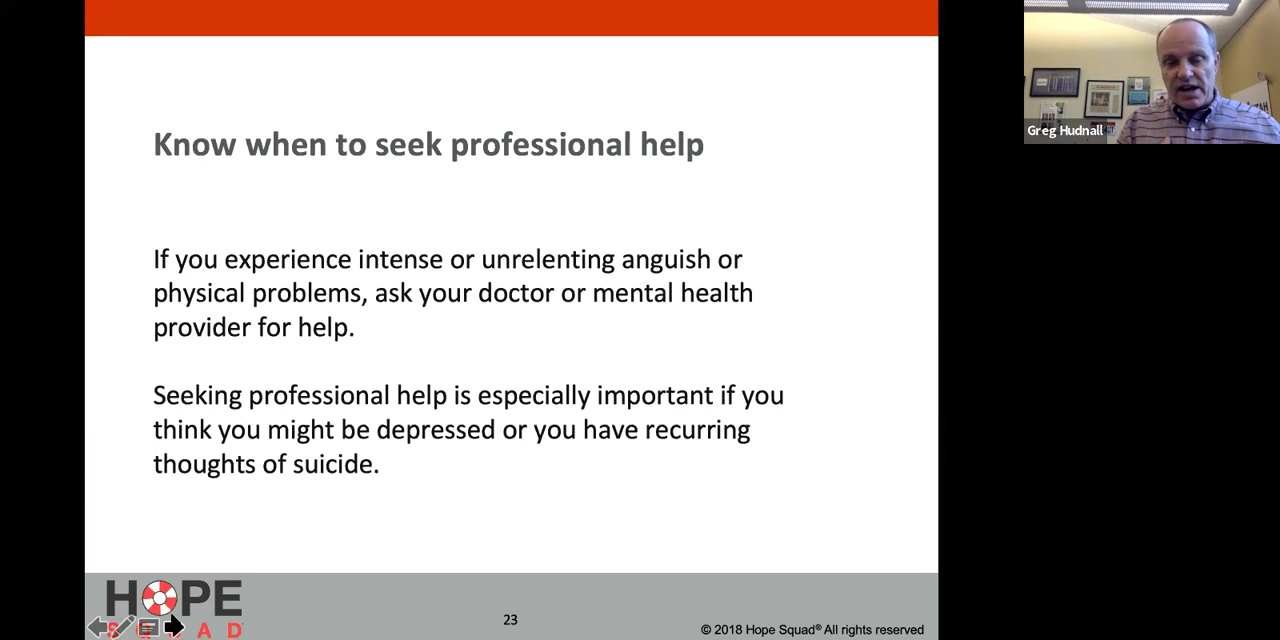 Know when to seek professional help
If you experience intense or unrelenting anguish or
physical problems, ask your doctor or mental health
provider for help.
Seeking professional help is especially important if you
think you might be depressed or you have recurring
thoughts of suicide.
HOPE
SQUAD
23
© 2018 Hope Squad® All rights reserved
Greg Hudnall